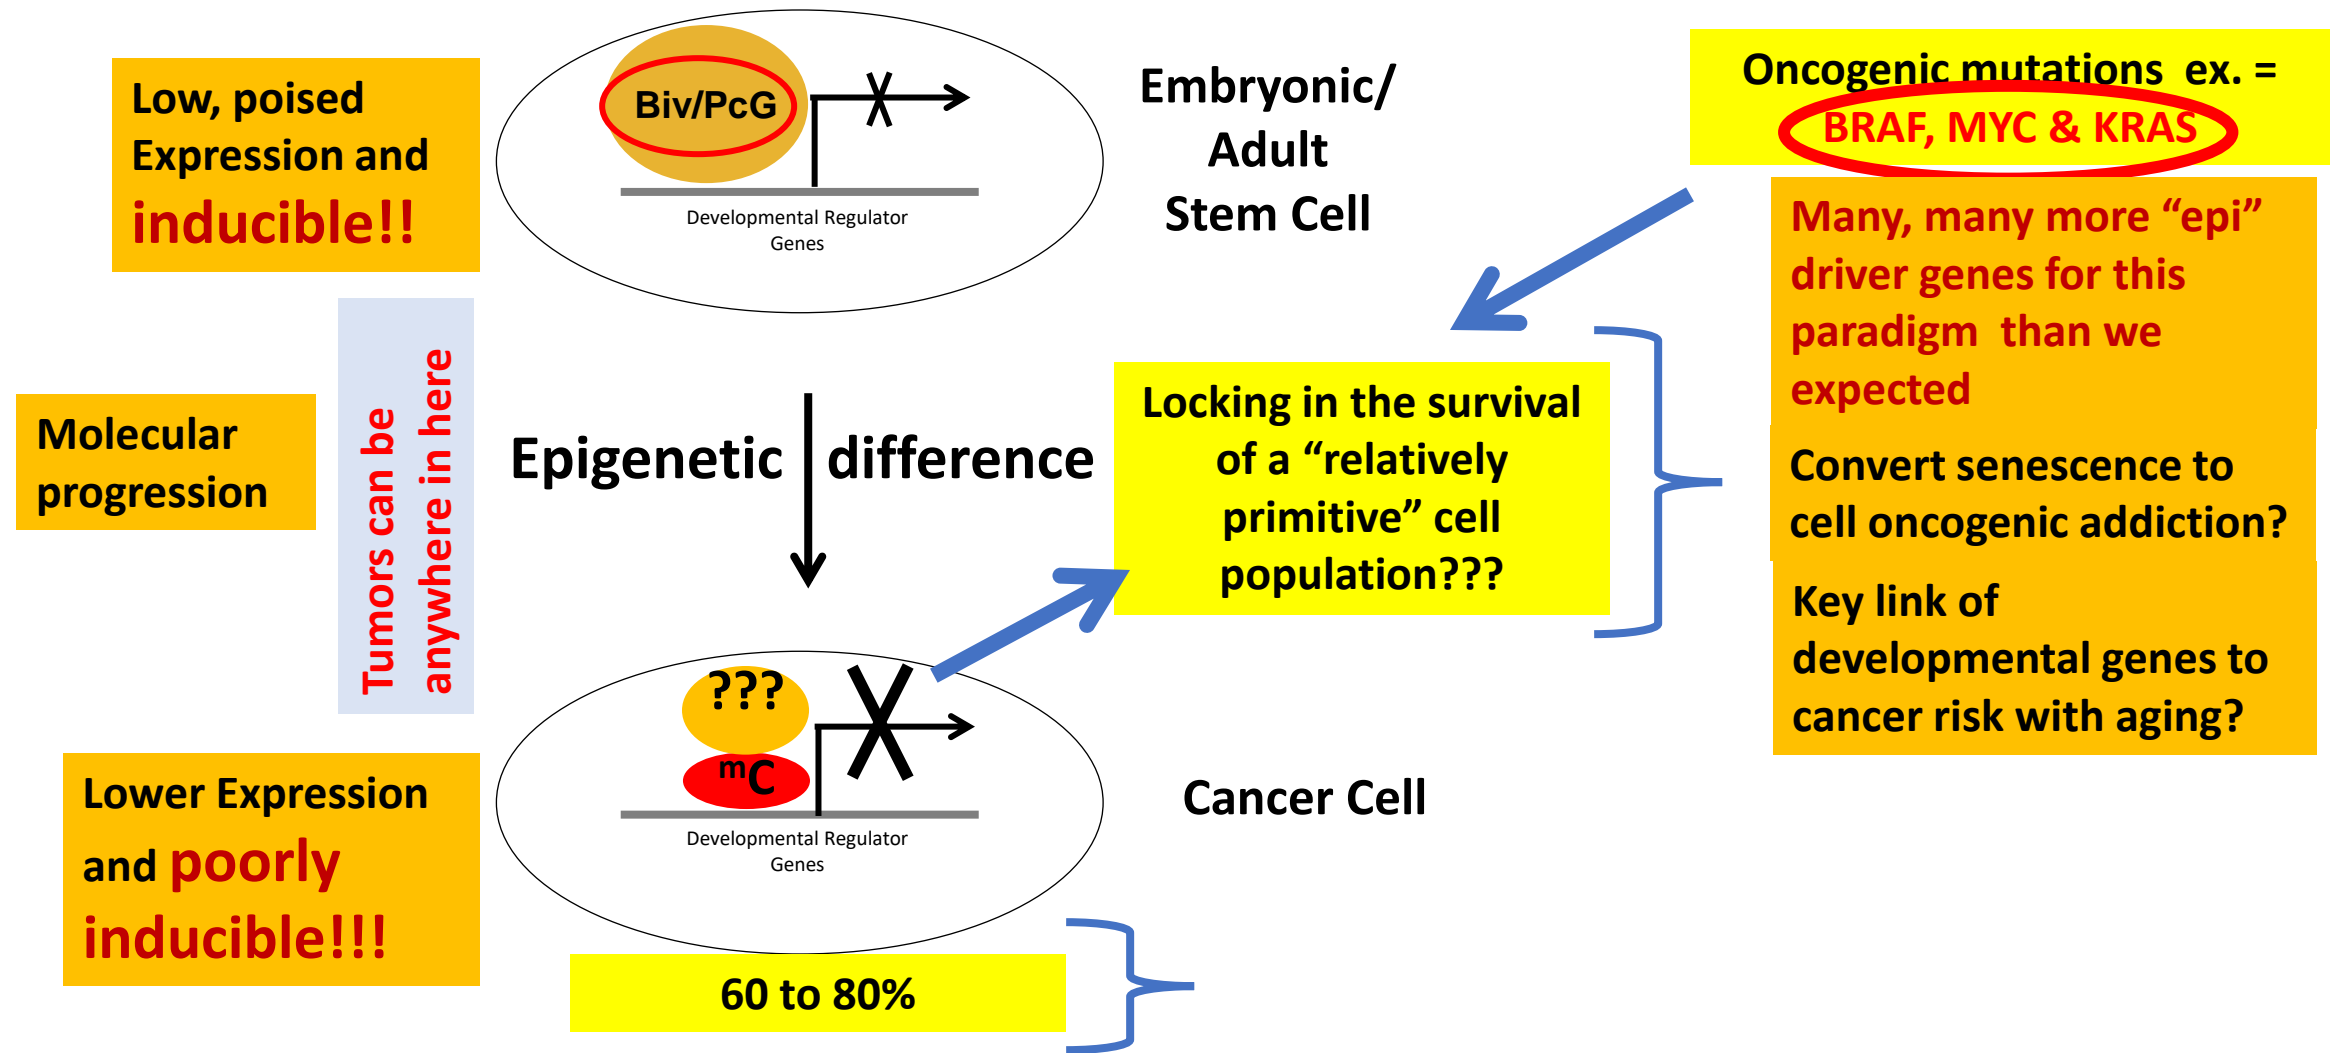 Low, poised
Expression and
inducible!!
Biv/PcG
Developmental Regulator
Genes
Embryonic/
Adult
Stem Cell
Oncogenic mutations ex. =
BRAF, MYC & KRAS
Many, many more “epi”
driver genes for this
paradigm than we
expected
Convert senescence to
cell oncogenic addiction?
Key link of
developmental genes to
cancer risk with aging?
Molecular
progression
Tumors can be
anywhere in here
Epigenetic difference
Locking in the survival
of a “relatively
primitive” cell
population???
Lower Expression
and poorly
inducible!!!
???
mC
Developmental Regulator
Genes
Cancer Cell
60 to 80%